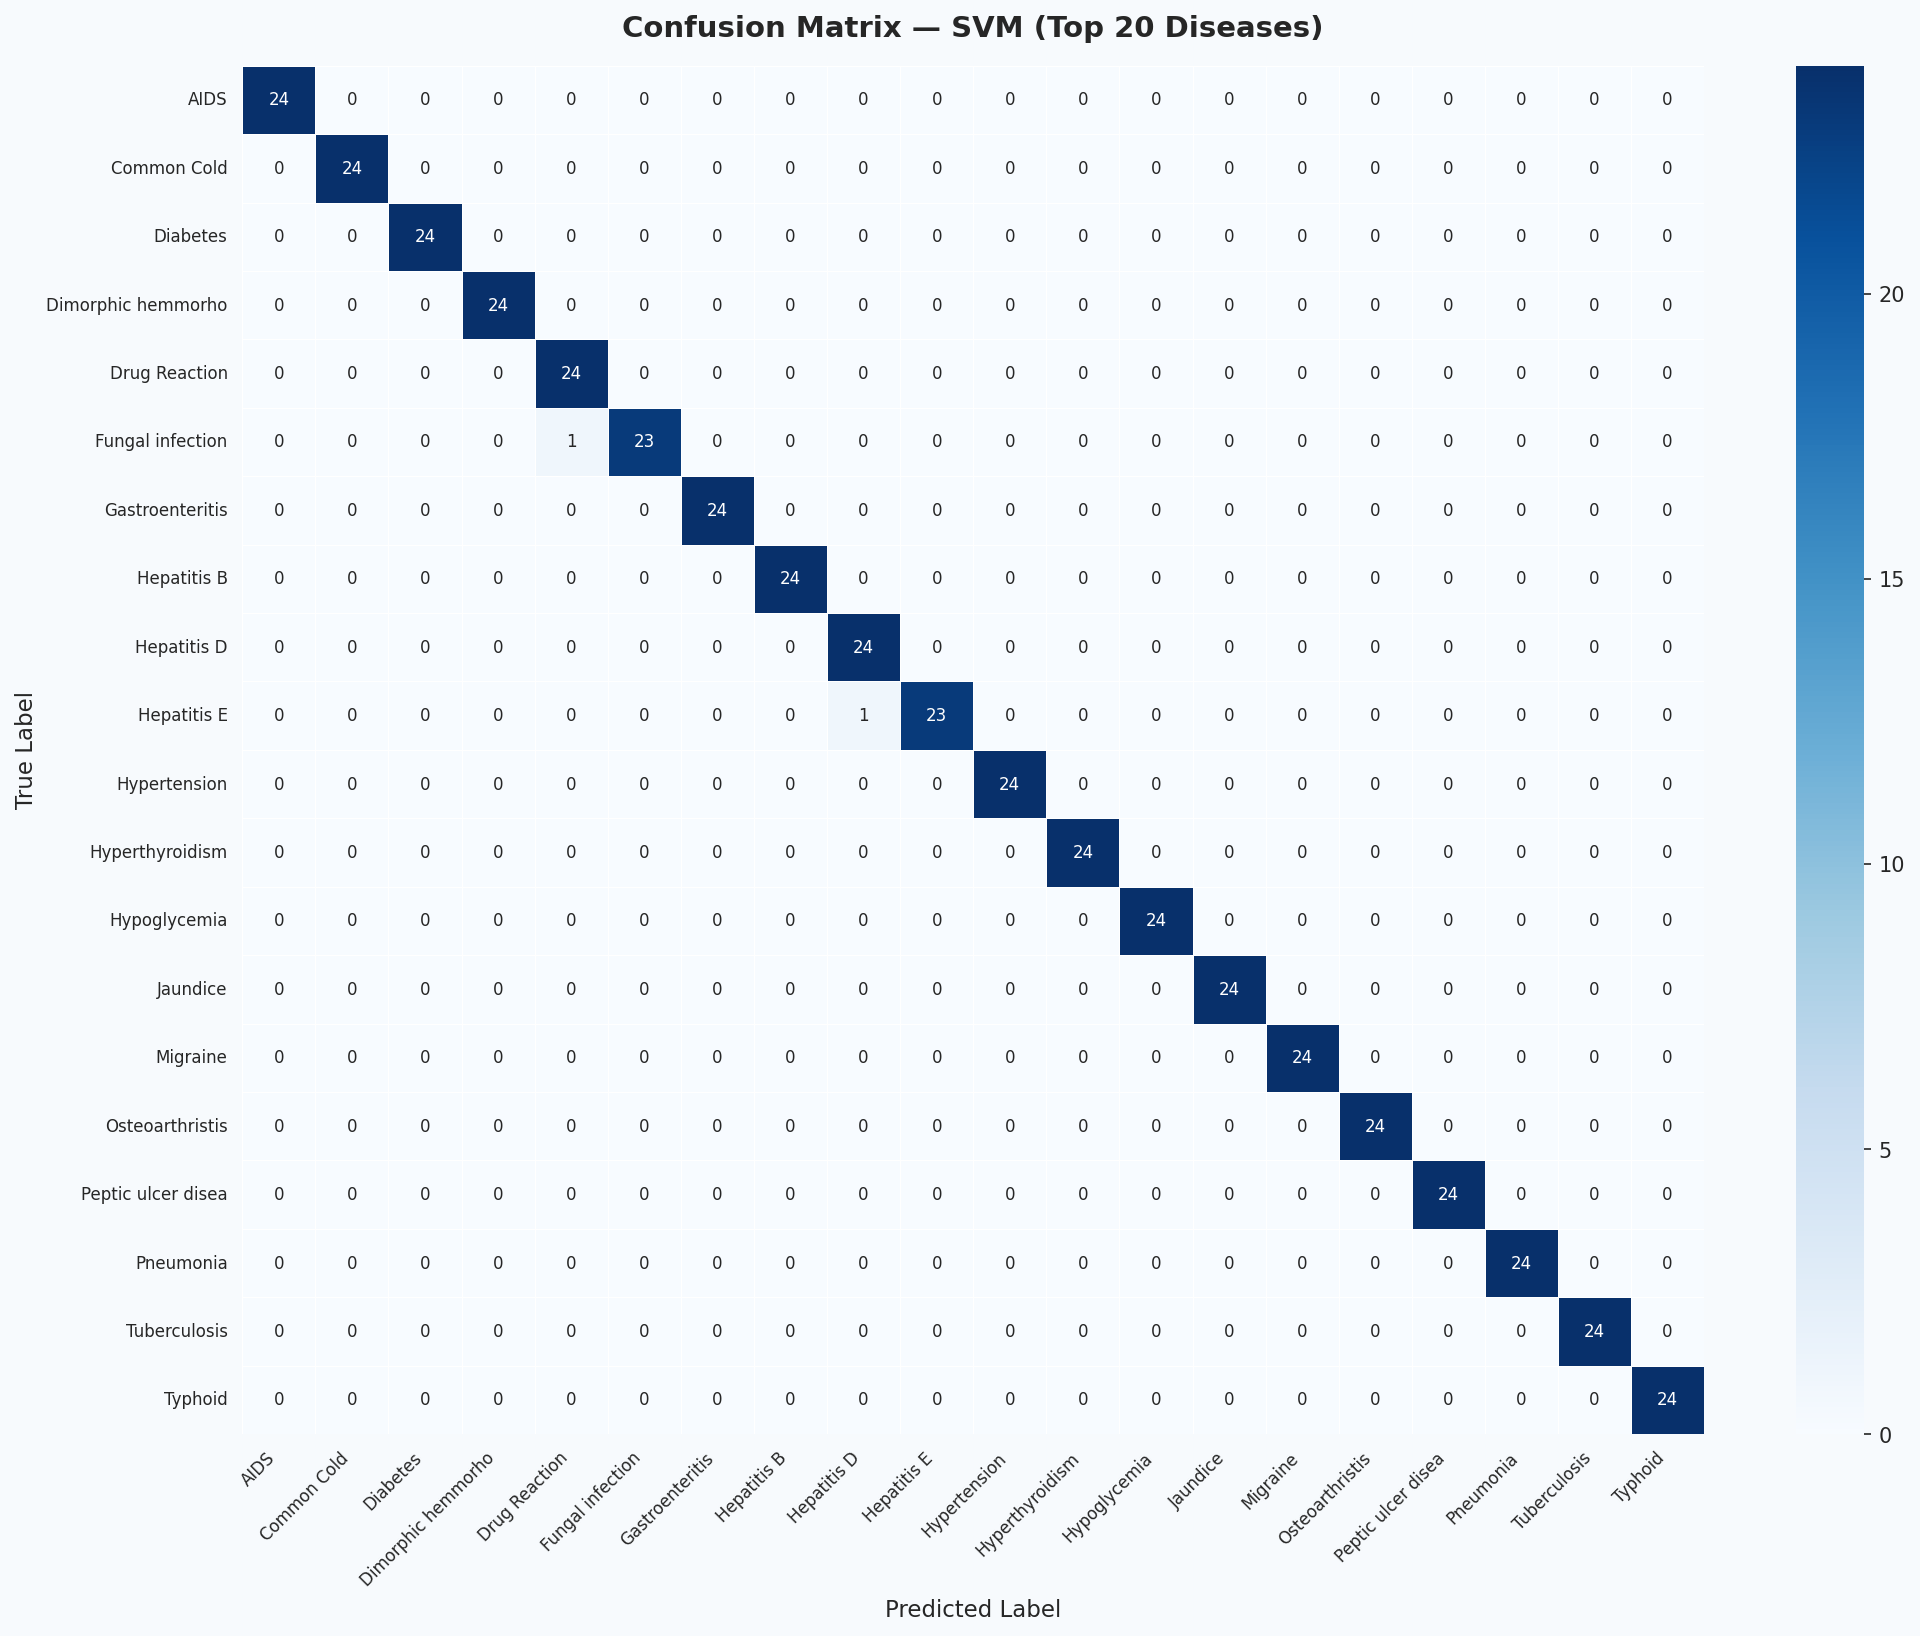 Confusion Matrix — SVM (Top 20 Diseases)
True Label
AIDS 24 0 0 0 0 0 0 0 0 0 0 0 0 0 0 0 0 0 0 0
Common Cold 0 24 0 0 0 0 0 0 0 0 0 0 0 0 0 0 0 0 0 0
Diabetes 0 0 24 0 0 0 0 0 0 0 0 0 0 0 0 0 0 0 0 0
Dimorphic hemmorho 0 0 0 24 0 0 0 0 0 0 0 0 0 0 0 0 0 0 0 0
Drug Reaction 0 0 0 0 24 0 0 0 0 0 0 0 0 0 0 0 0 0 0 0
Fungal infection 0 0 0 0 1 23 0 0 0 0 0 0 0 0 0 0 0 0 0 0
Gastroenteritis 0 0 0 0 0 0 24 0 0 0 0 0 0 0 0 0 0 0 0 0
Hepatitis B 0 0 0 0 0 0 0 24 0 0 0 0 0 0 0 0 0 0 0 0
Hepatitis D 0 0 0 0 0 0 0 0 24 0 0 0 0 0 0 0 0 0 0 0
Hepatitis E 0 0 0 0 0 0 0 0 1 23 0 0 0 0 0 0 0 0 0 0
Hypertension 0 0 0 0 0 0 0 0 0 0 24 0 0 0 0 0 0 0 0 0
Hyperthyroidism 0 0 0 0 0 0 0 0 0 0 0 24 0 0 0 0 0 0 0 0
Hypoglycemia 0 0 0 0 0 0 0 0 0 0 0 0 24 0 0 0 0 0 0 0
Jaundice 0 0 0 0 0 0 0 0 0 0 0 0 0 24 0 0 0 0 0 0
Migraine 0 0 0 0 0 0 0 0 0 0 0 0 0 0 24 0 0 0 0 0
Osteoarthristis 0 0 0 0 0 0 0 0 0 0 0 0 0 0 0 24 0 0 0 0
Peptic ulcer disea 0 0 0 0 0 0 0 0 0 0 0 0 0 0 0 0 24 0 0 0
Pneumonia 0 0 0 0 0 0 0 0 0 0 0 0 0 0 0 0 0 24 0 0
Tuberculosis 0 0 0 0 0 0 0 0 0 0 0 0 0 0 0 0 0 0 24 0
Typhoid 0 0 0 0 0 0 0 0 0 0 0 0 0 0 0 0 0 0 0 24
AIDS
Common Cold
Diabetes
Dimorphic hemmorho
Drug Reaction
Fungal infection
Gastroenteritis
Hepatitis B
Hepatitis D
Hepatitis E
Hypertension
Hyperthyroidism
Hypoglycemia
Jaundice
Migraine
Osteoarthristis
Peptic ulcer disea
Pneumonia
Tuberculosis
Typhoid
Predicted Label
20
15
10
5
0